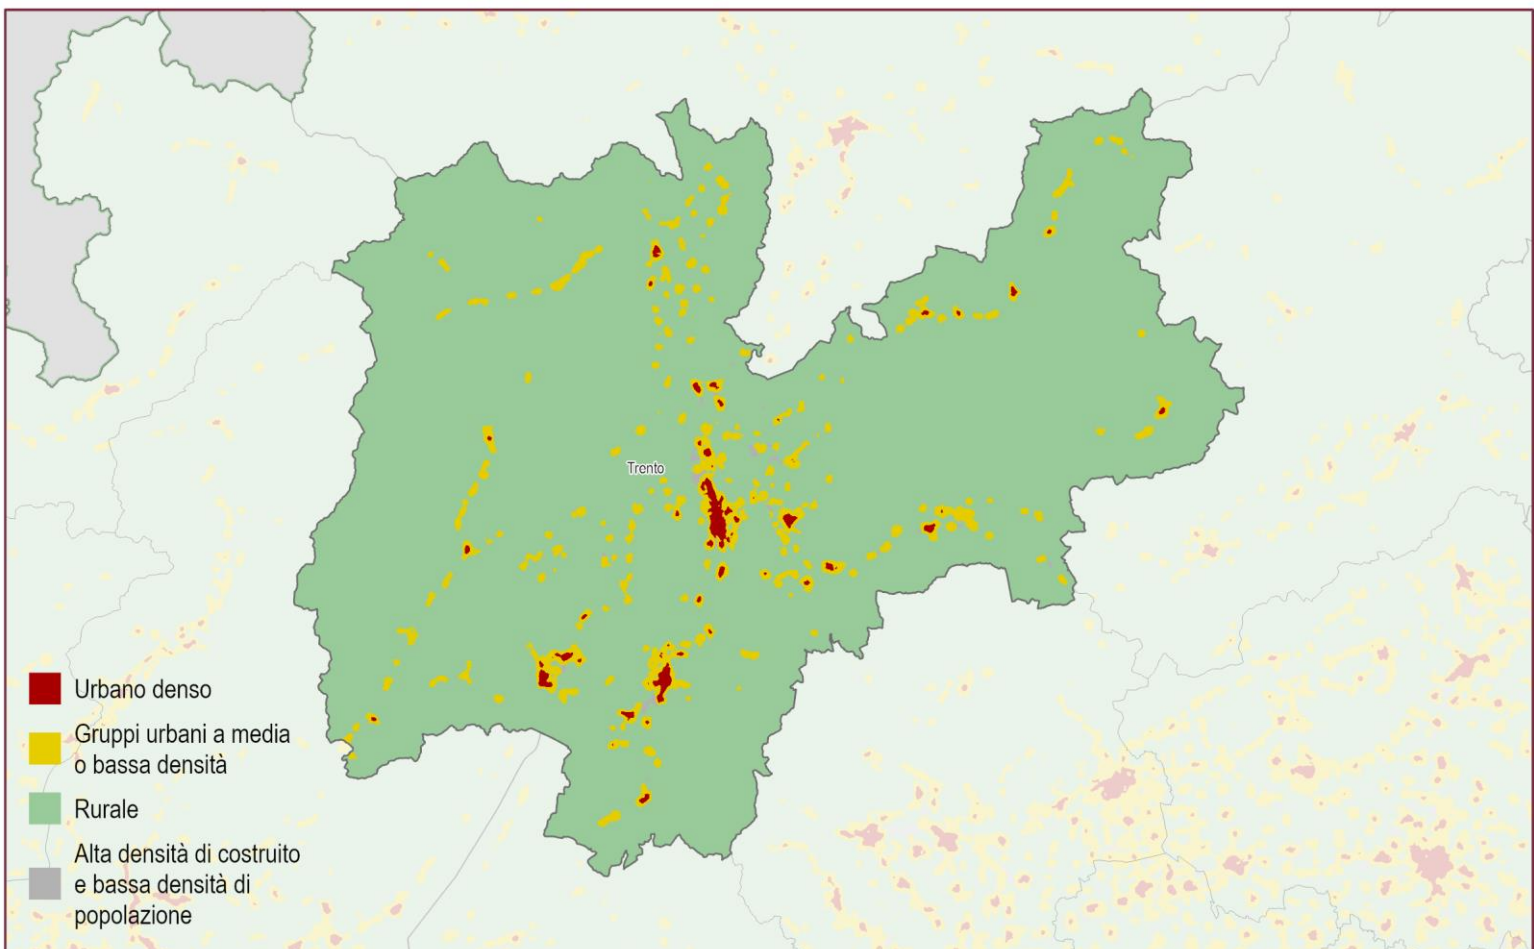 Trento
Urbano denso
Gruppi urbani a media
o bassa densità
Rurale
Alta densità di costruito
e bassa densità di
popolazione